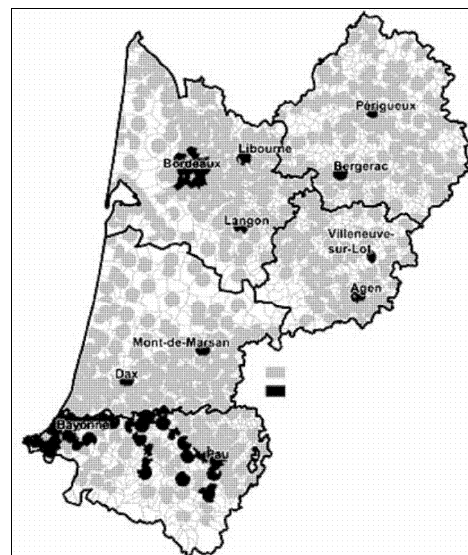 Périgueux
Libourne
Bordeaux
Bergerac
Langon
Villeneuve-
sur-Lot
Agen
Mont-de-Marsan
Dax
Bayonne
Pau